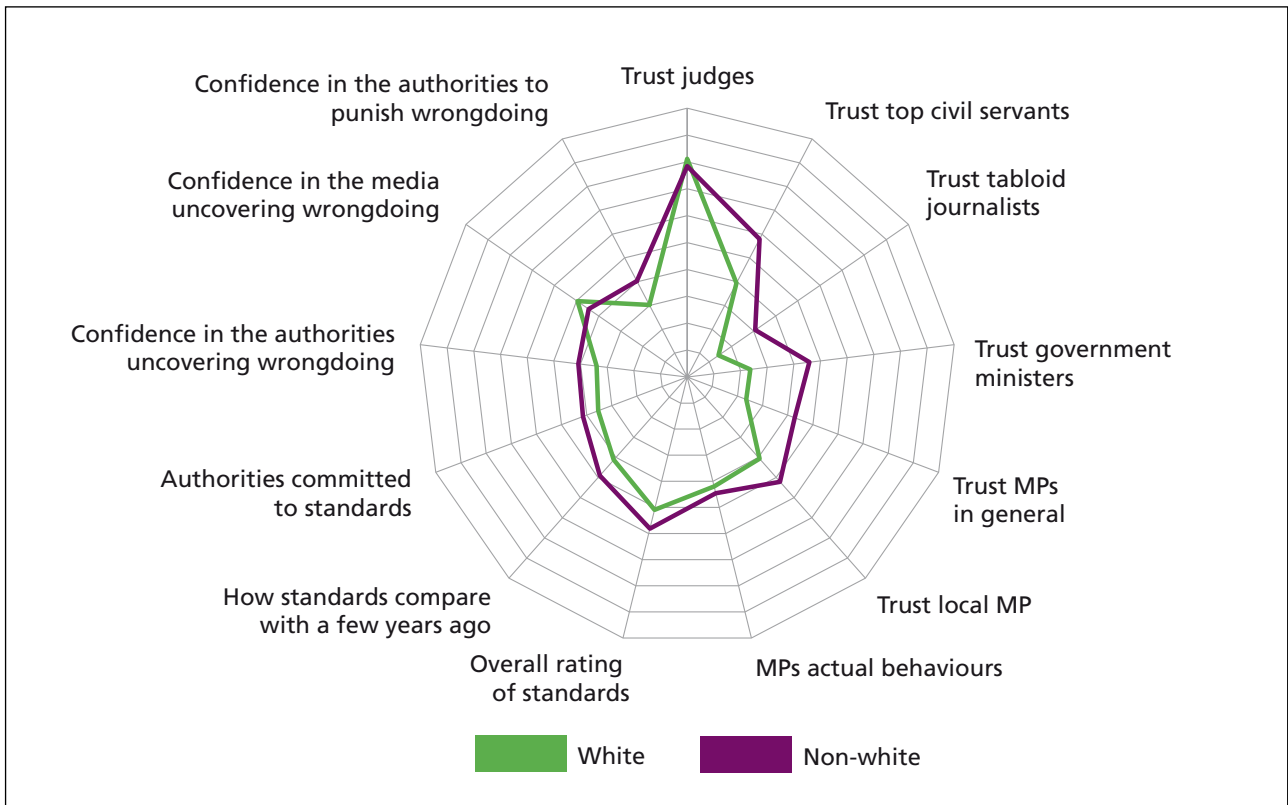 Trust judges
Trust top civil servants
Trust tabloid
journalists
Trust government
ministers
Trust MPs
in general
Trust local MP
MPs actual behaviours
Overall rating
of standards
How standards compare
with a few years ago
Authorities committed
to standards
Confidence in the authorities
uncovering wrongdoing
Confidence in the media
uncovering wrongdoing
Confidence in the authorities to
punish wrongdoing
White
Non-white